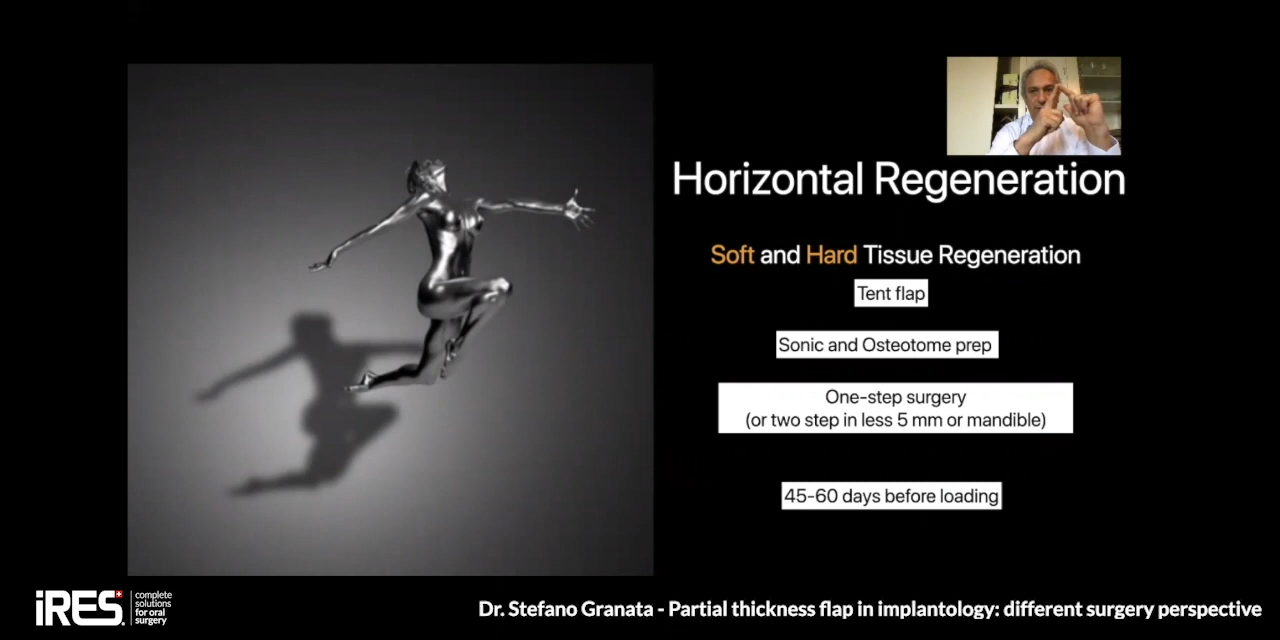 Horizontal Regeneration
Soft and Hard Tissue Regeneration
Tent flap
Sonic and Osteotome prep
One-step surgery
(or two step in less 5 mm or mandible)
45-60 days before loading
iRES.
complete
solutions
for oral
surgery
Dr. Stefano Granata - Partial thickness flap in implantology: different surgery perspective